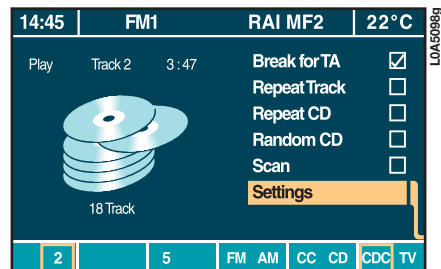 14:45 FM1 RAI MF2 22°C
Play Track 2 3:47
Break for TA
Repeat Track
Repeat CD
Random CD
Scan
Settings
18 Track
2 5 FM AM CC CD CDC TV
L0A5098g